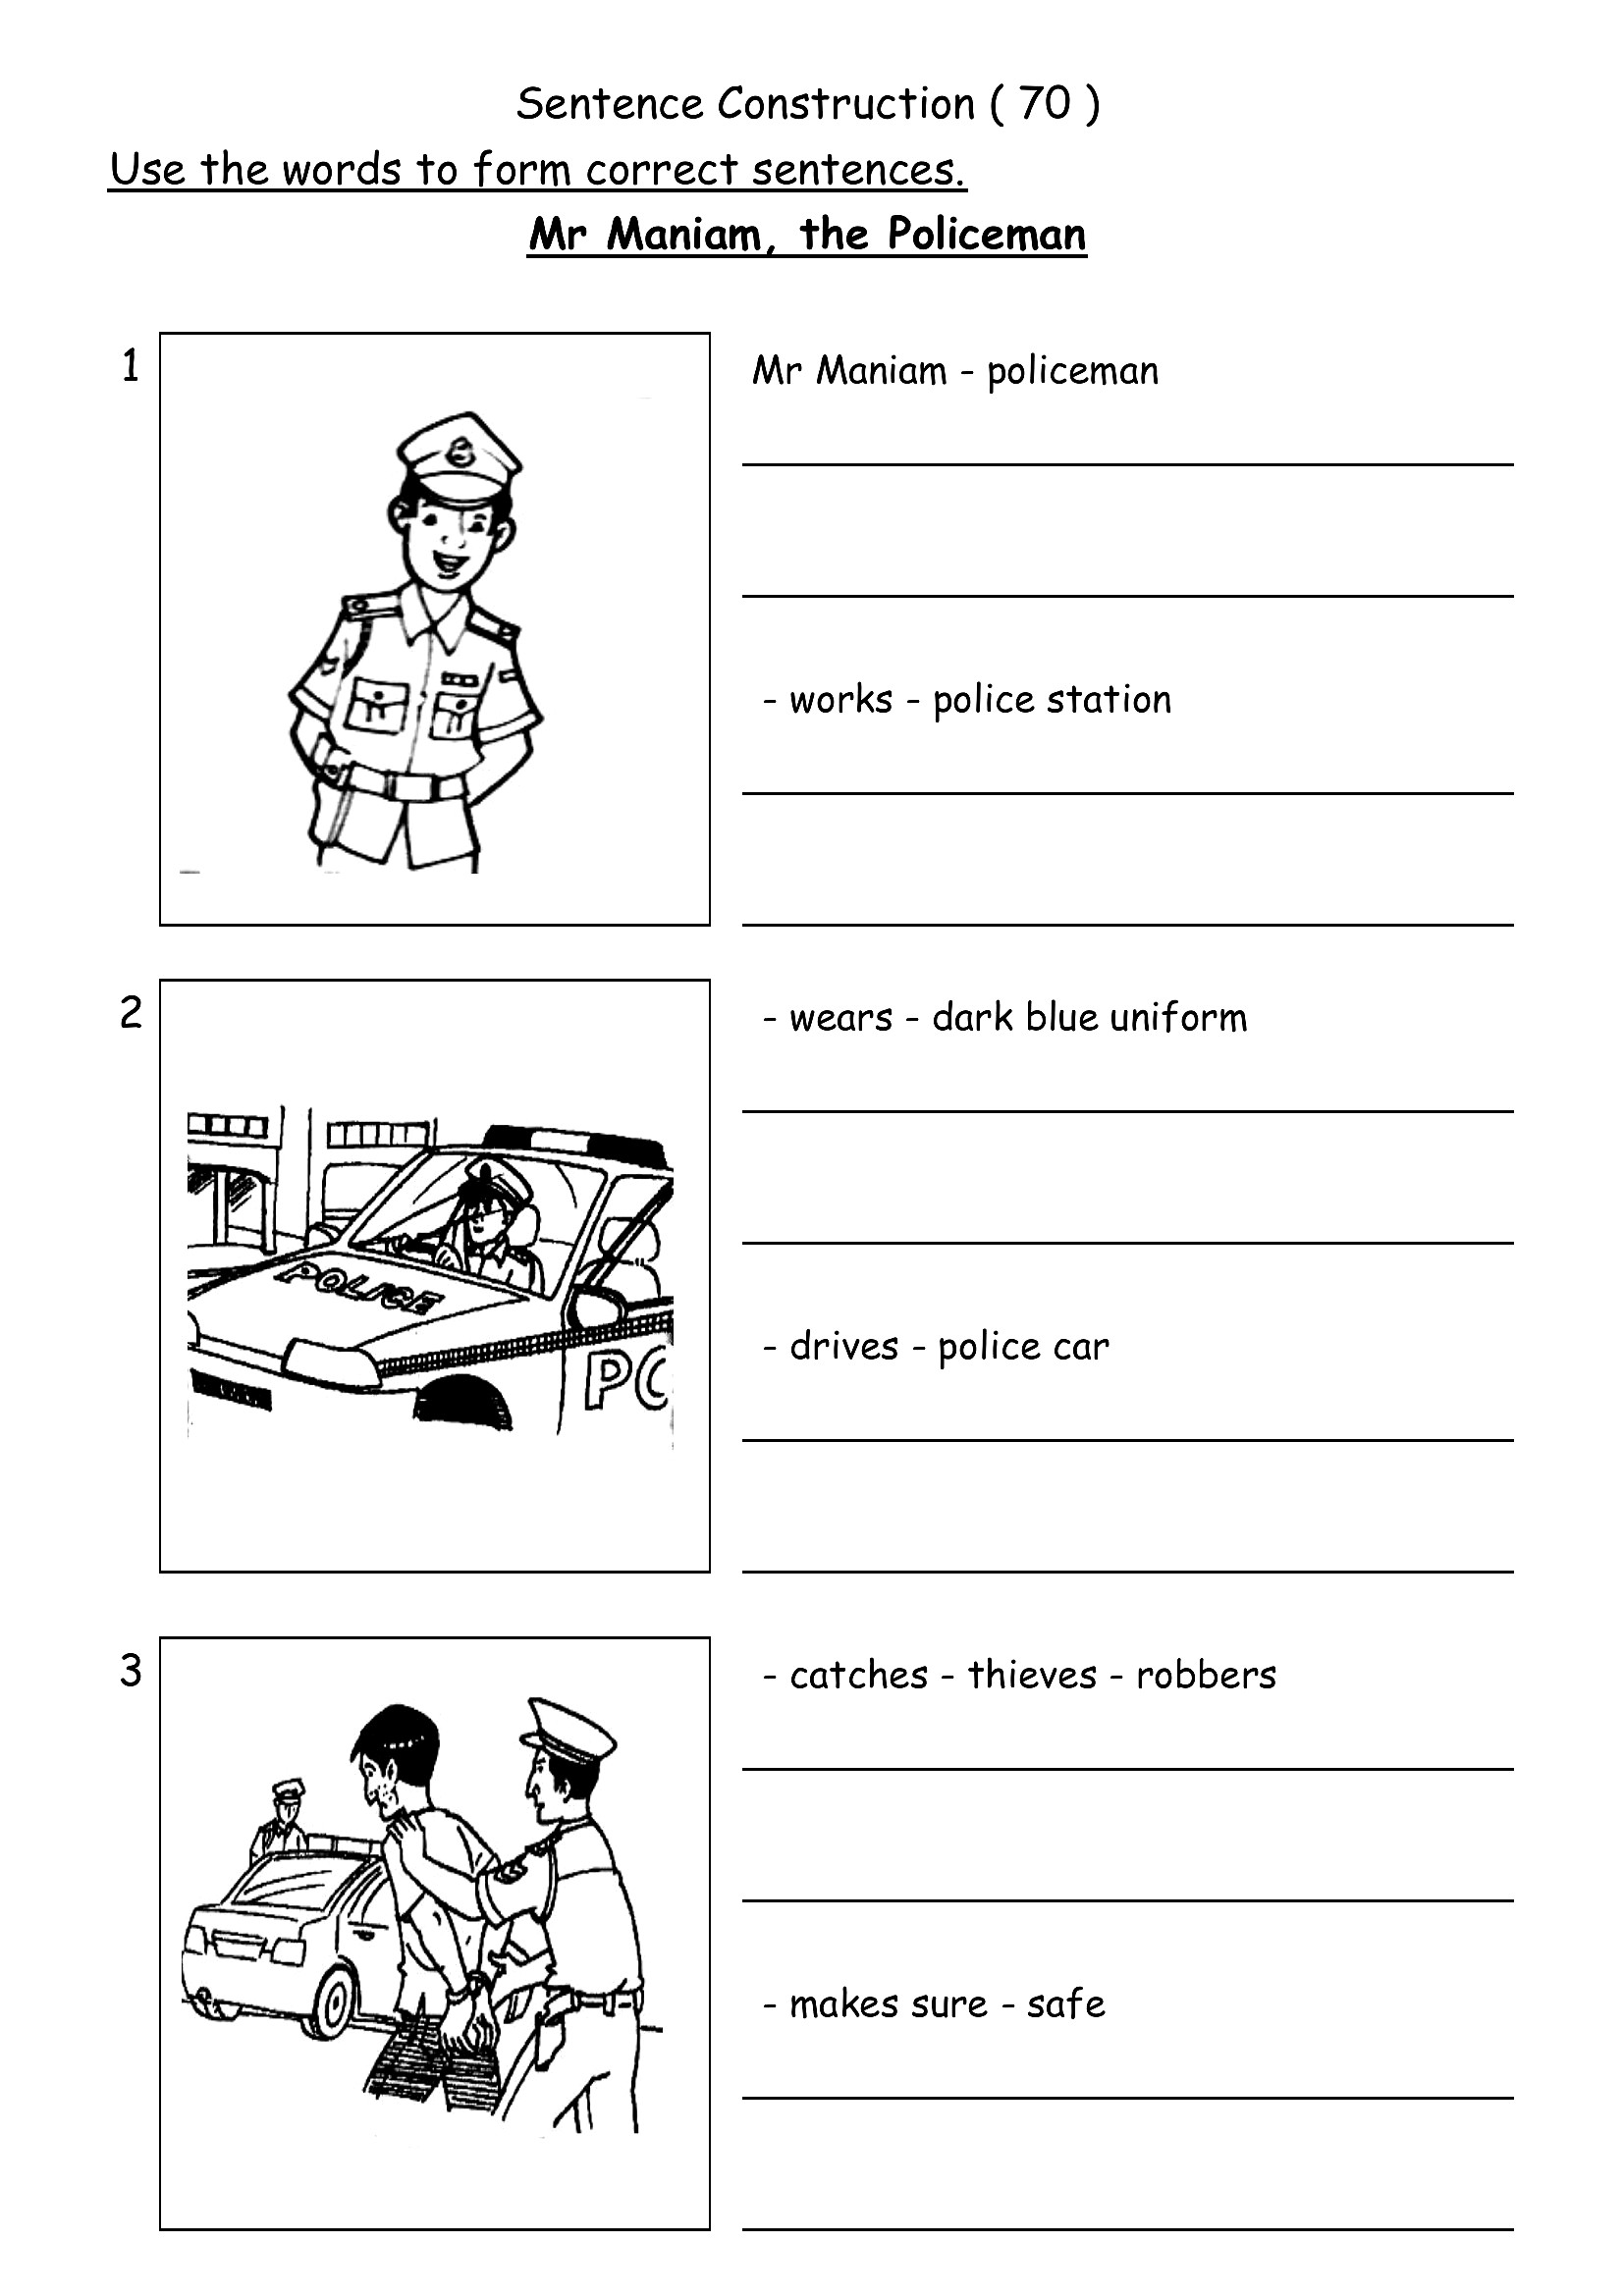 Sentence Construction ( 70 )
Use the words to form correct sentences.
Mr Maniam, the Policeman
1
Mr Maniam - policeman
- works - police station
2
- wears - dark blue uniform
POLICE
PO
- drives - police car
3
- catches - thieves - robbers
- makes sure - safe